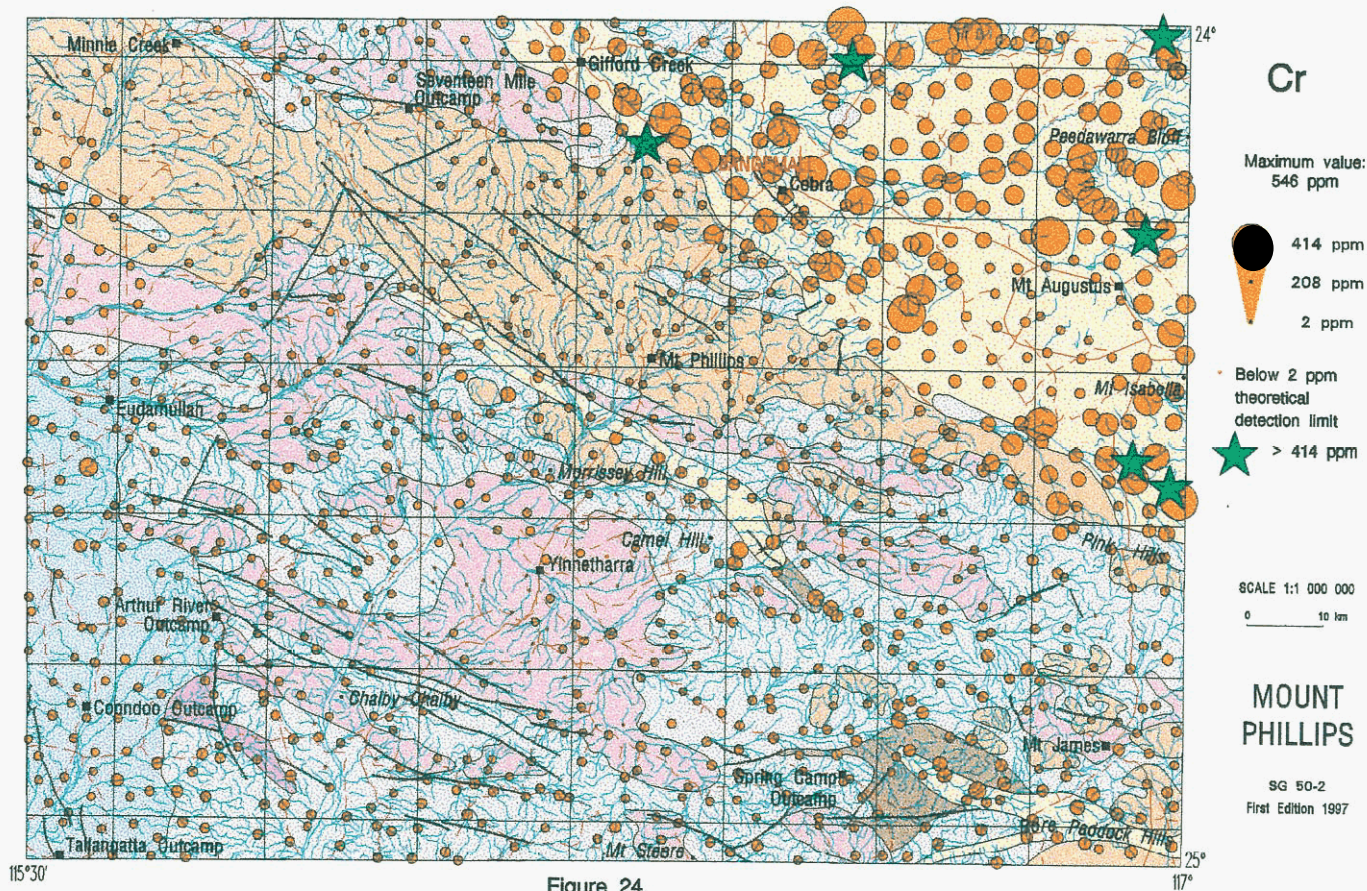 24°
Cr
Maximum value:
546 ppm
414 ppm
208 ppm
2 ppm
Below 2 ppm
theoretical
detection limit
> 414 ppm
SCALE 1:1 000 000
0 10 km
MOUNT
PHILLIPS
SG 50-2
First Edition 1997
Minnie Creek
Gifford Creek
Seventeen Mile
Outcamp
Peedawarra Bluff
Cobra
Mt Augustus
Mt Phillips
Mt Isabella
Eudamullah
Morrissey Hill
Camel Hill
Pink Hills
Yinnetharra
Arthur River
Outcamp
Chalby-Chalby
Conndoo Outcamp
Mt James
Spring Camp
Outcamp
Paddock Hills
Tallangatta Outcamp
Mt Steere
25°
115°30'
117°
Figure 24